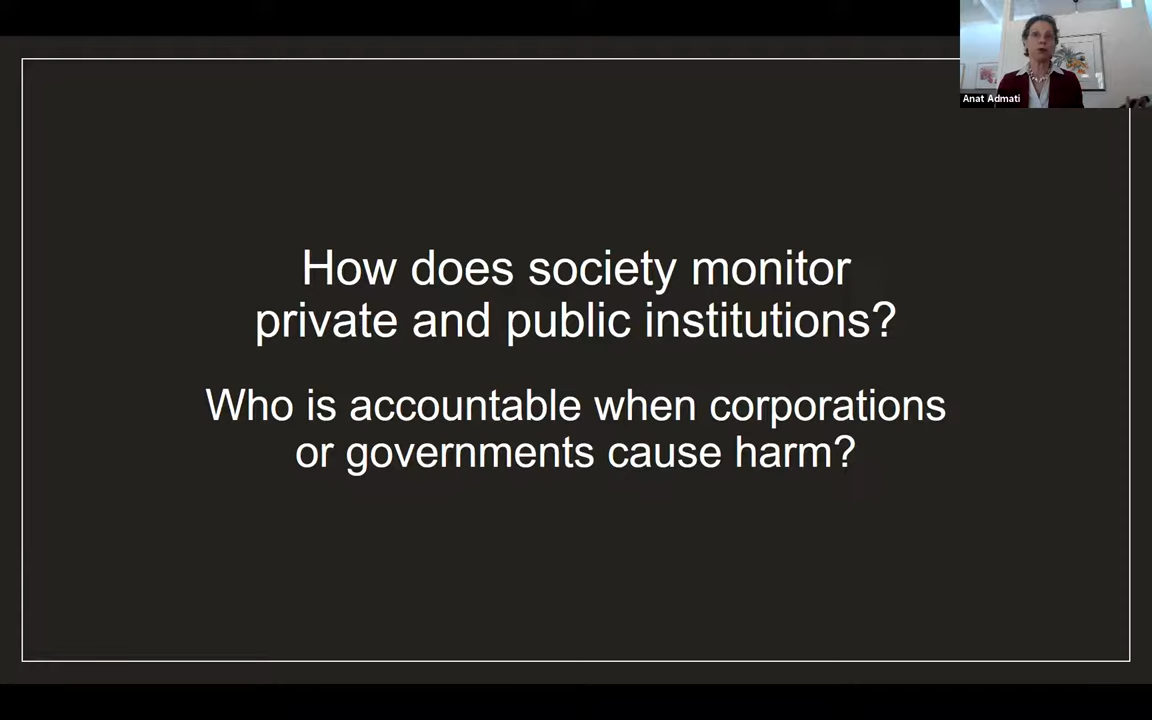 Anat Admati
How does society monitor
private and public institutions?
Who is accountable when corporations
or governments cause harm?